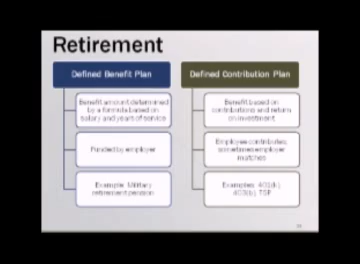 Retirement
Defined Benefit Plan
Benefit amount determined
by a formula based on
salary and years of service
Funded by employer
Example: Military
retirement pension
Defined Contribution Plan
Benefit based on
contributions and return
on investment
Employee contributes;
sometimes employer
matches
Examples: 401(k),
403(b), TSP